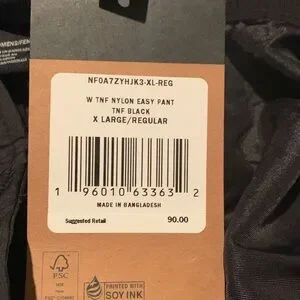 NF0A7ZYHJK3-XL-REG
W TNF NYLON EASY PANT
TNF BLACK
X LARGE/REGULAR
1 96010 63363 2
MADE IN BANGLADESH
Suggested Retail 90.00
FSC
PRINTED WITH
SOY INK